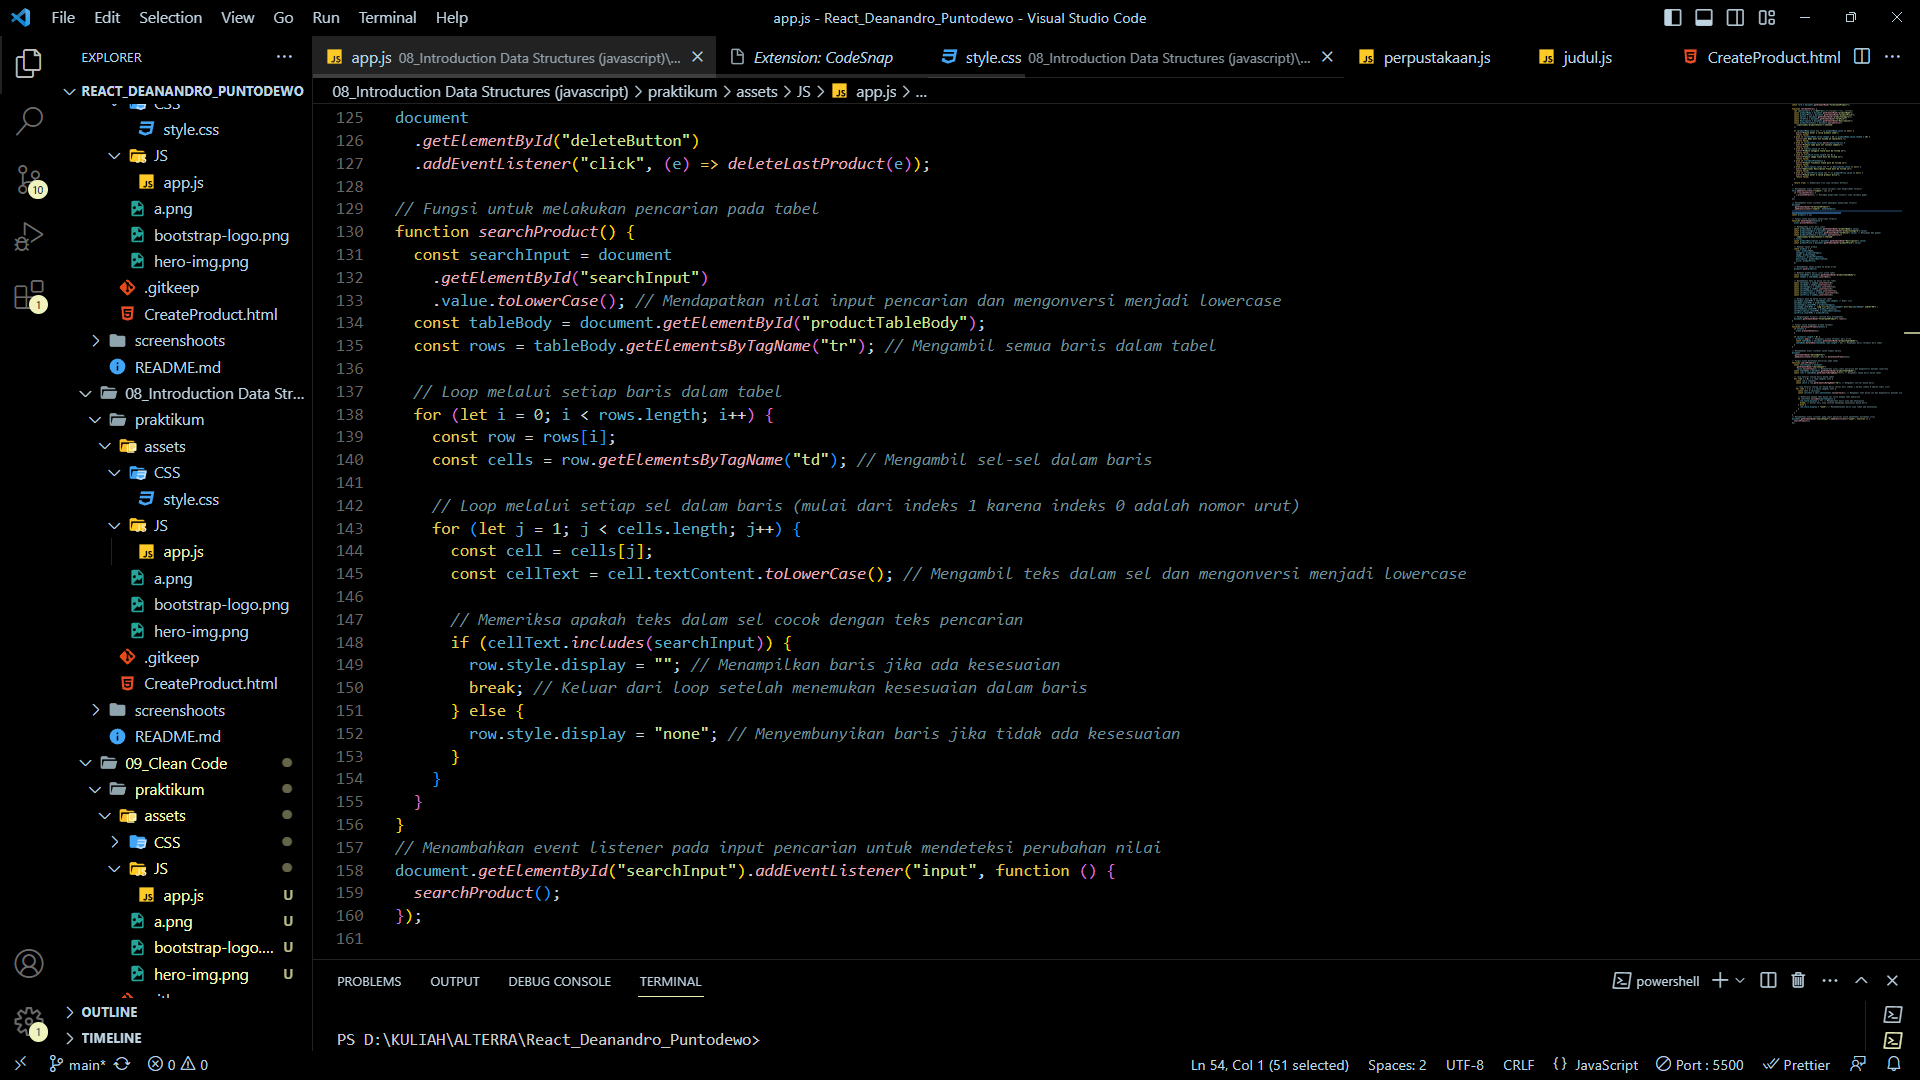 File Edit Selection View Go Run Terminal Help
app.js - React_Deanandro_Puntodewo - Visual Studio Code
EXPLORER
app.js 08_Introduction Data Structures (javascript)\...
Extension: CodeSnap
style.css 08_Introduction Data Structures (javascript)\...
perpustakaan.js
judul.js
CreateProduct.html
REACT_DEANANDRO_PUNTODEWO
CSS
style.css
JS
app.js
a.png
bootstrap-logo.png
hero-img.png
.gitkeep
CreateProduct.html
screenshoots
README.md
08_Introduction Data Str...
praktikum
assets
CSS
style.css
JS
app.js
a.png
bootstrap-logo.png
hero-img.png
.gitkeep
CreateProduct.html
screenshoots
README.md
09_Clean Code
praktikum
assets
CSS
JS
app.js U
a.png U
bootstrap-logo.... U
hero-img.png U
OUTLINE
TIMELINE
10
1
1
08_Introduction Data Structures (javascript) > praktikum > assets > JS > app.js > ...
125 document
126 .getElementById("deleteButton")
127 .addEventListener("click", (e) => deleteLastProduct(e));
128
129 // Fungsi untuk melakukan pencarian pada tabel
130 function searchProduct() {
131 const searchInput = document
132 .getElementById("searchInput")
133 .value.toLowerCase(); // Mendapatkan nilai input pencarian dan mengonversi menjadi lowercase
134 const tableBody = document.getElementById("productTableBody");
135 const rows = tableBody.getElementsByTagName("tr"); // Mengambil semua baris dalam tabel
136
137 // Loop melalui setiap baris dalam tabel
138 for (let i = 0; i < rows.length; i++) {
139 const row = rows[i];
140 const cells = row.getElementsByTagName("td"); // Mengambil sel-sel dalam baris
141
142 // Loop melalui setiap sel dalam baris (mulai dari indeks 1 karena indeks 0 adalah nomor urut)
143 for (let j = 1; j < cells.length; j++) {
144 const cell = cells[j];
145 const cellText = cell.textContent.toLowerCase(); // Mengambil teks dalam sel dan mengonversi menjadi lowercase
146
147 // Memeriksa apakah teks dalam sel cocok dengan teks pencarian
148 if (cellText.includes(searchInput)) {
149 row.style.display = ""; // Menampilkan baris jika ada kesesuaian
150 break; // Keluar dari loop setelah menemukan kesesuaian dalam baris
151 } else {
152 row.style.display = "none"; // Menyembunyikan baris jika tidak ada kesesuaian
153 }
154 }
155 }
156 }
157 // Menambahkan event listener pada input pencarian untuk mendeteksi perubahan nilai
158 document.getElementById("searchInput").addEventListener("input", function () {
159 searchProduct();
160 });
161
PROBLEMS OUTPUT DEBUG CONSOLE TERMINAL
powershell
PS D:\KULIAH\ALTERRA\React_Deanandro_Puntodewo>
main* 0 0
Ln 54, Col 1 (51 selected) Spaces: 2 UTF-8 CRLF {} JavaScript Port : 5500 Prettier